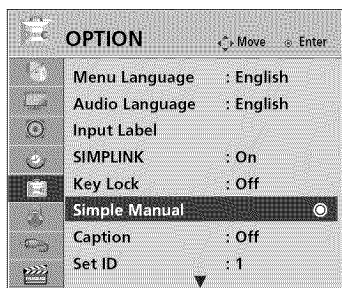 OPTION Move Enter
Menu Language : English
Audio Language : English
Input Label
SIMPLINK : On
Key Lock : Off
Simple Manual
Caption : Off
Set ID : 1